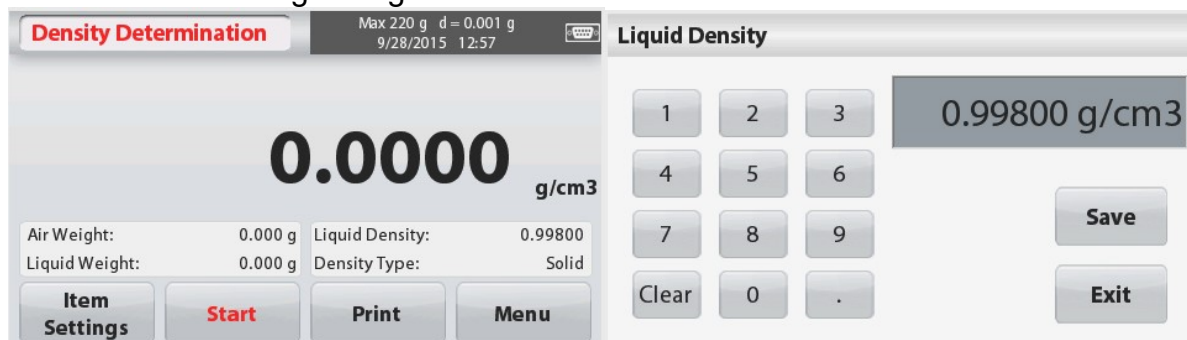 Density Determination
Max 220 g d = 0.001 g
9/28/2015 12:57
0.0000
g/cm3
Air Weight: 0.000 g Liquid Density: 0.99800
Liquid Weight: 0.000 g Density Type: Solid
Item Settings
Start
Print
Menu
Liquid Density
1 2 3
0.99800 g/cm3
4 5 6
7 8 9
Clear 0 .
Save
Exit